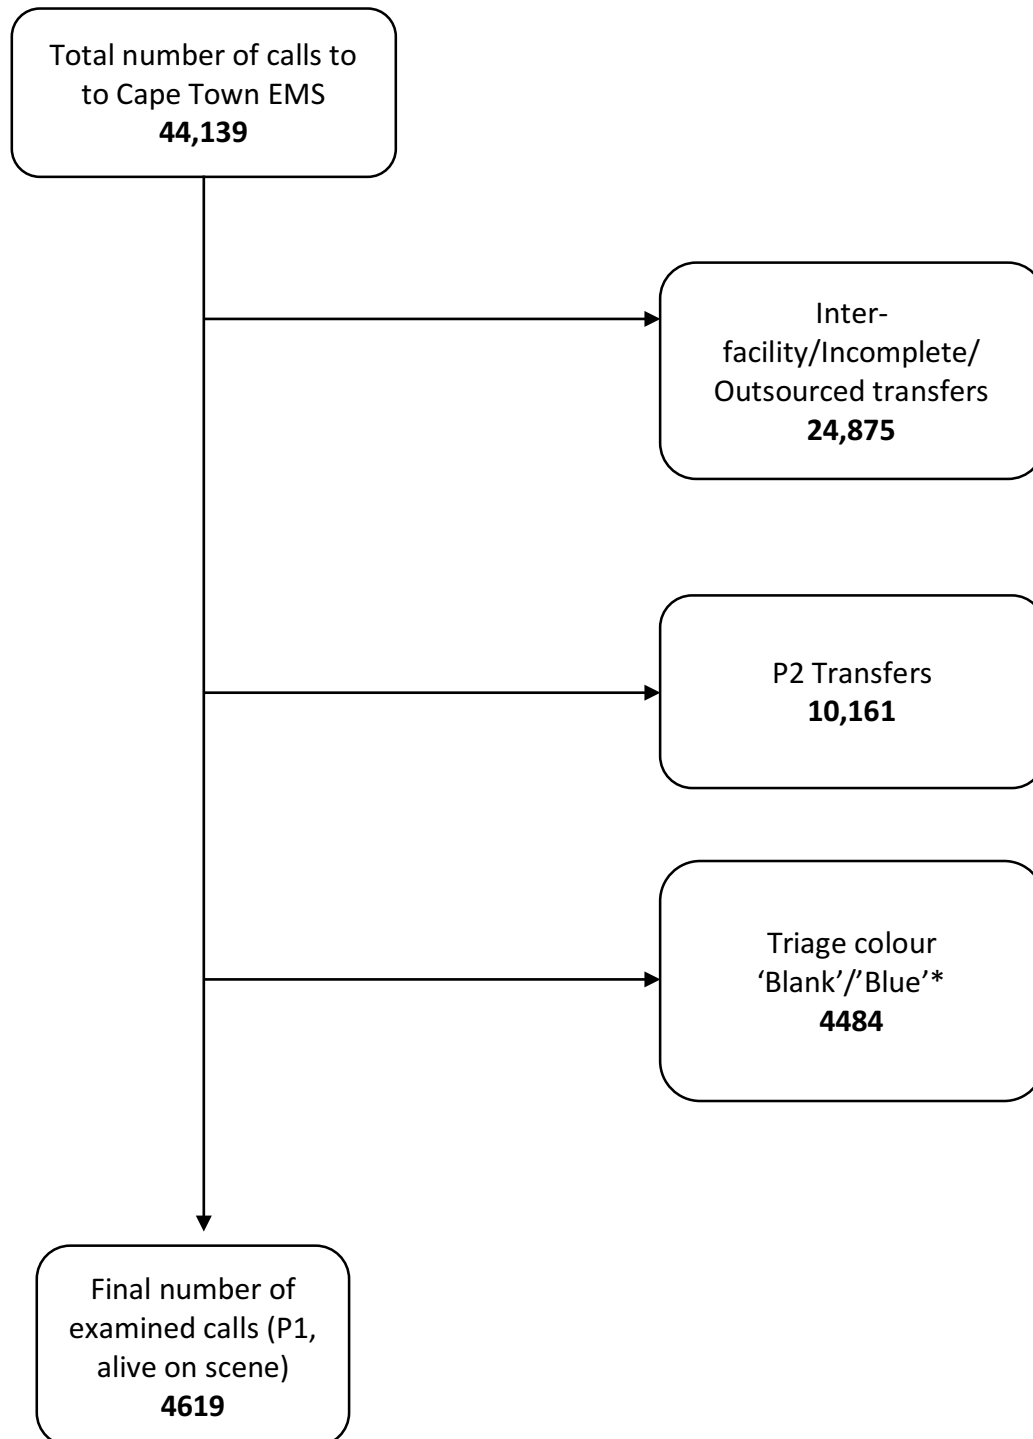 Total number of calls to
to Cape Town EMS
44,139
Inter-
facility/Incomplete/
Outsourced transfers
24,875
P2 Transfers
10,161
Triage colour
‘Blank’/’Blue’*
4484
Final number of
examined calls (P1,
alive on scene)
4619